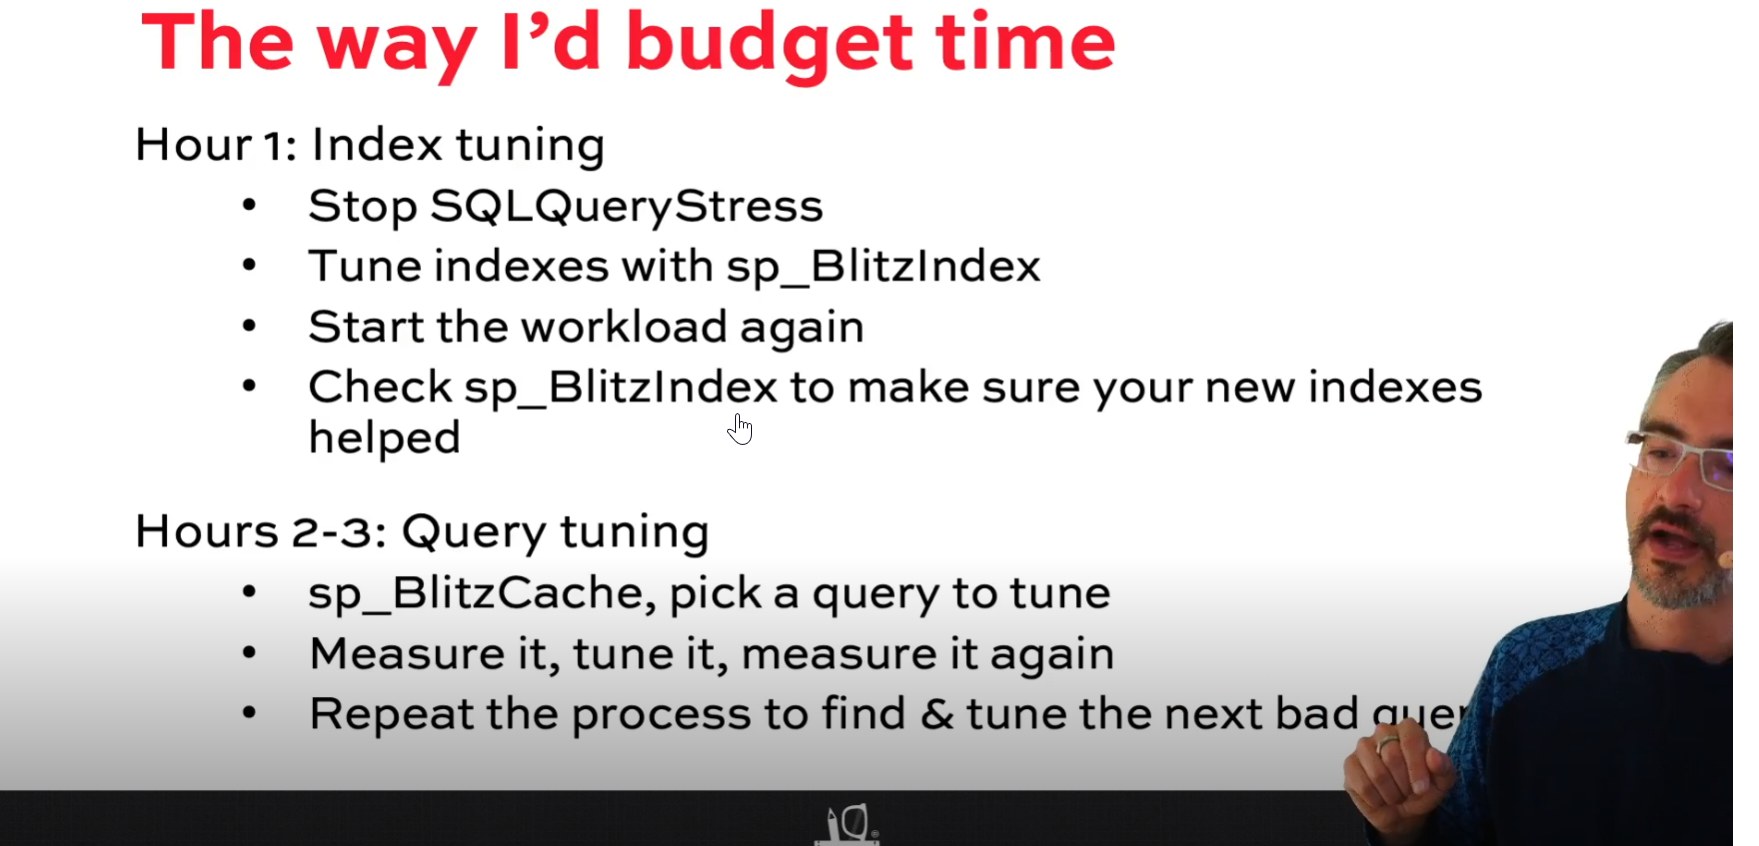 The way I'd budget time
Hour 1: Index tuning
• Stop SQLQueryStress
• Tune indexes with sp_BlitzIndex
• Start the workload again
• Check sp_BlitzIndex to make sure your new indexes
helped
Hours 2-3: Query tuning
• sp_BlitzCache, pick a query to tune
• Measure it, tune it, measure it again
• Repeat the process to find & tune the next bad